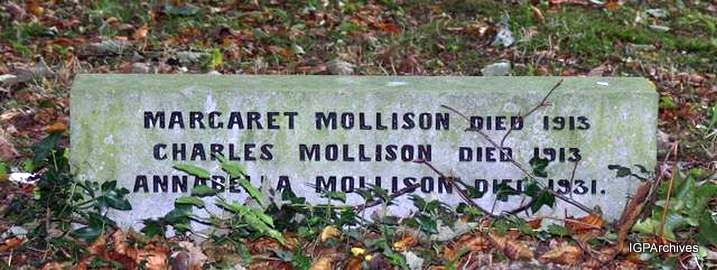 MARGARET MOLLISON DIED 1913
CHARLES MOLLISON DIED 1913
ANNABELLA MOLLISON DIED 1931.
IGPArchives